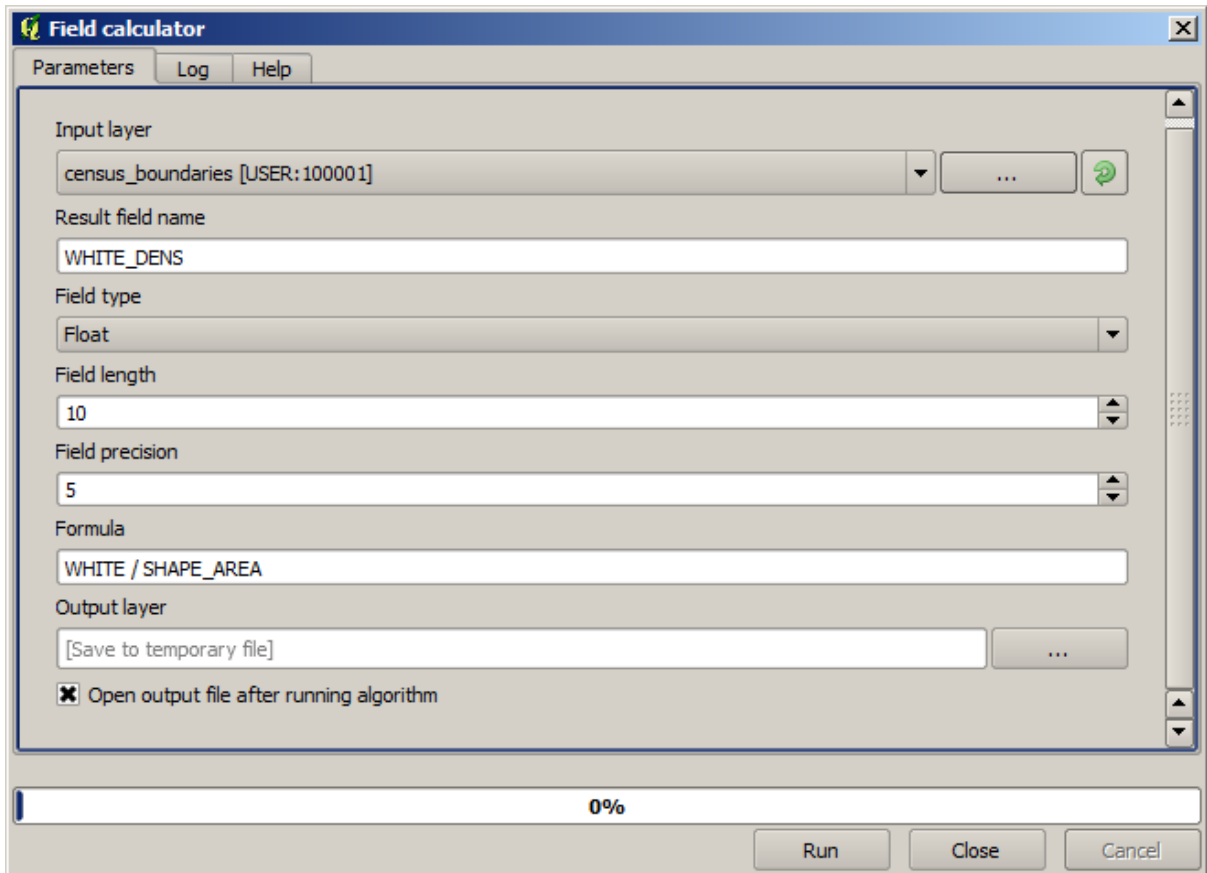 Field calculator
Parameters Log Help
Input layer
census_boundaries [USER:100001] ...
Result field name
WHITE_DENS
Field type
Float
Field length
10
Field precision
5
Formula
WHITE / SHAPE_AREA
Output layer
[Save to temporary file] ...
Open output file after running algorithm
0%
Run Close Cancel